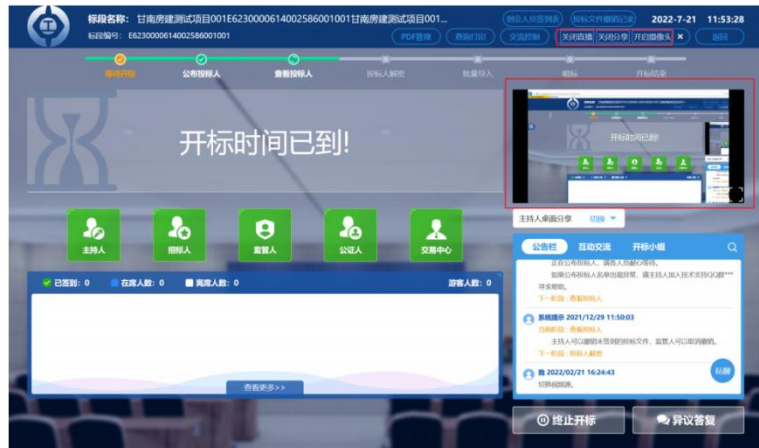 标段名称： 甘南房建测试项目001E6230000614002586001001甘南房建测试项目001...
标段编号： E6230000614002586001001
到会人员签到表 投标文件撤销记录 2022-7-21 11:53:28
PDF管理 查询打印 交流控制 关闭直播 关闭分享 开启摄像头 × 返回
等待开标 公布投标人 查看投标人 投标人解密 批量导入 唱标 开标结束
开标时间已到!
开标时间已到!
主持人桌面分享 切换
主持人 招标人 监管人 公证人 交易中心
公告栏 互动交流 开标小组
正在公布投标人，请各人员耐心等待。
如果公布投标人名单出现异常，请主持人加入技术支持QQ群***
寻求帮助。
下一阶段：查看投标人
已签到：0 在席人数：0 离席人数：0 游客人数：0
系统提示 2021/12/29 11:50:03
当前阶段：查看投标人
主持人可以撤销未签到的投标文件，监管人可以取消撤销。
下一阶段：投标人解密
我 2022/02/21 16:24:43
切换视频源。
私聊
查看更多>>
终止开标 异议答复